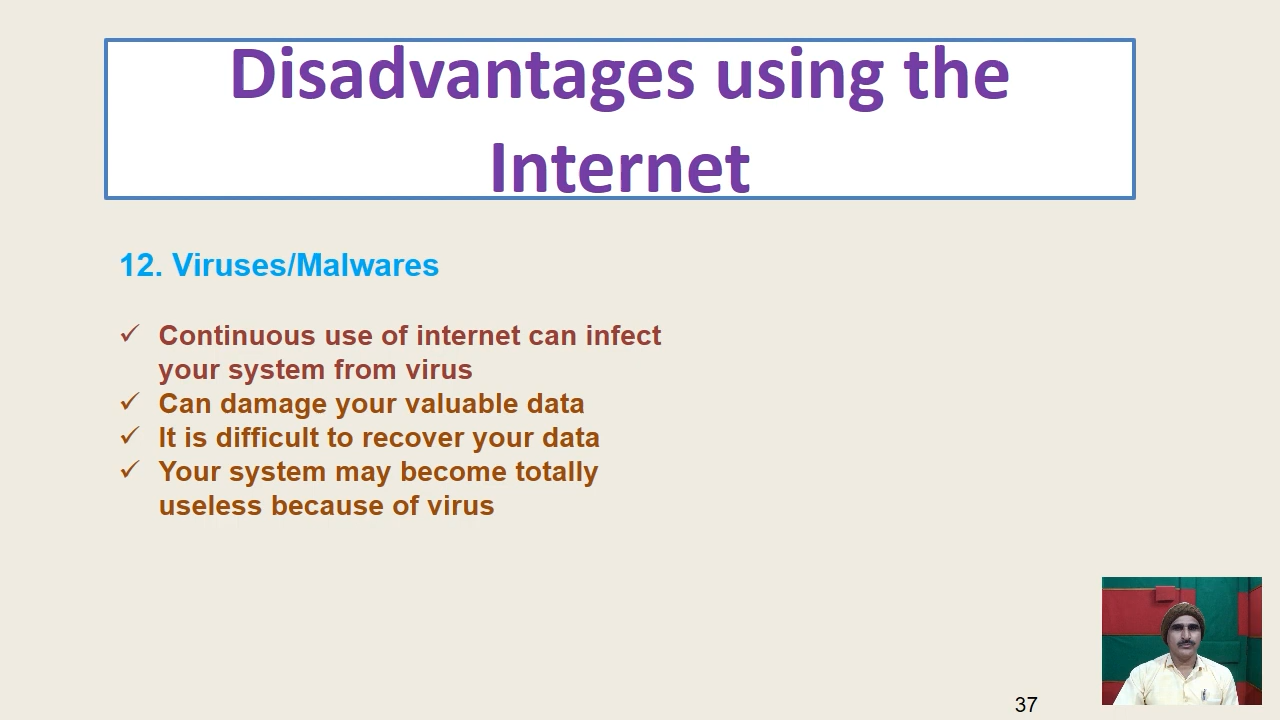 Disadvantages using the
Internet
12. Viruses/Malwares
✓ Continuous use of internet can infect
your system from virus
✓ Can damage your valuable data
✓ It is difficult to recover your data
✓ Your system may become totally
useless because of virus
37